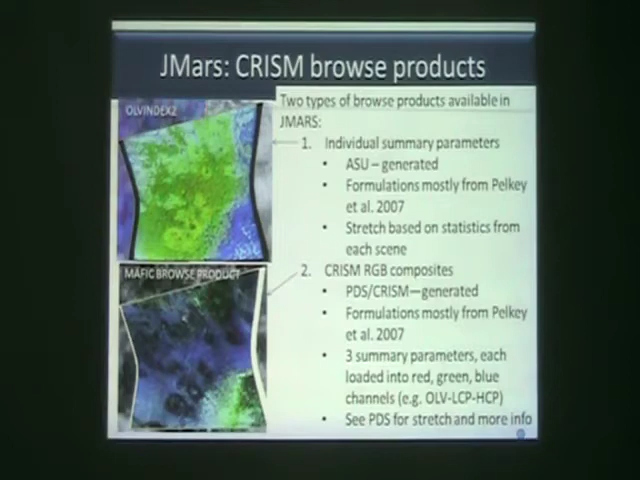 JMars: CRISM browse products
OLVINDEX2
Two types of browse products available in
JMARS:
1. Individual summary parameters
• ASU – generated
• Formulations mostly from Pelkey
et al. 2007
• Stretch based on statistics from
each scene
MAFIC BROWSE PRODUCT
2. CRISM RGB composites
• PDS/CRISM—generated
• Formulations mostly from Pelkey
et al. 2007
• 3 summary parameters, each
loaded into red, green, blue
channels (e.g. OLV-LCP-HCP)
• See PDS for stretch and more info